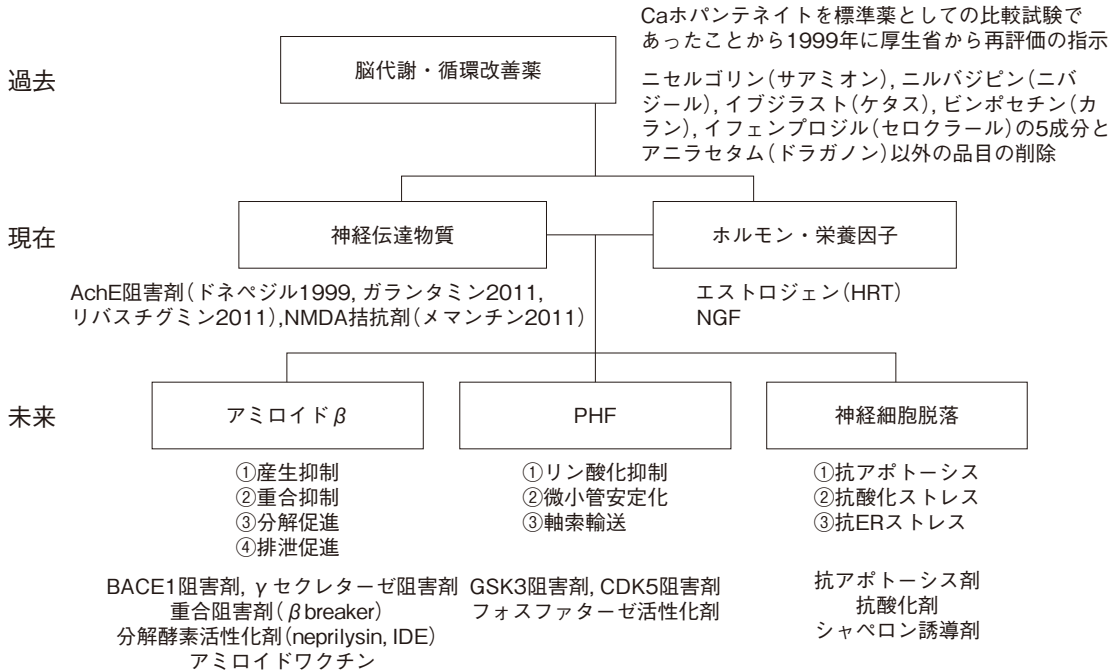 Caホパンテネイトを標準薬としての比較試験で
あったことから1999年に厚生省から再評価の指示
過去
脳代謝・循環改善薬
ニセルゴリン(サアミオン), ニルバジピン(ニバ
ジール), イブジラスト(ケタス), ビンポセチン(カ
ラン), イフェンプロジル(セロクラール)の5成分と
アニラセタム(ドラガノン)以外の品目の削除
現在
神経伝達物質
ホルモン・栄養因子
AchE阻害剤(ドネペジル1999, ガランタミン2011,
リバスチグミン2011),NMDA拮抗剤(メマンチン2011)
エストロジェン(HRT)
NGF
未来
アミロイドβ
PHF
神経細胞脱落
①産生抑制
②重合抑制
③分解促進
④排泄促進
①リン酸化抑制
②微小管安定化
③軸索輸送
①抗アポトーシス
②抗酸化ストレス
③抗ERストレス
BACE1阻害剤, γセクレターゼ阻害剤
重合阻害剤(βbreaker)
分解酵素活性化剤(neprilysin, IDE)
アミロイドワクチン
GSK3阻害剤, CDK5阻害剤
フォスファターゼ活性化剤
抗アポトーシス剤
抗酸化剤
シャペロン誘導剤